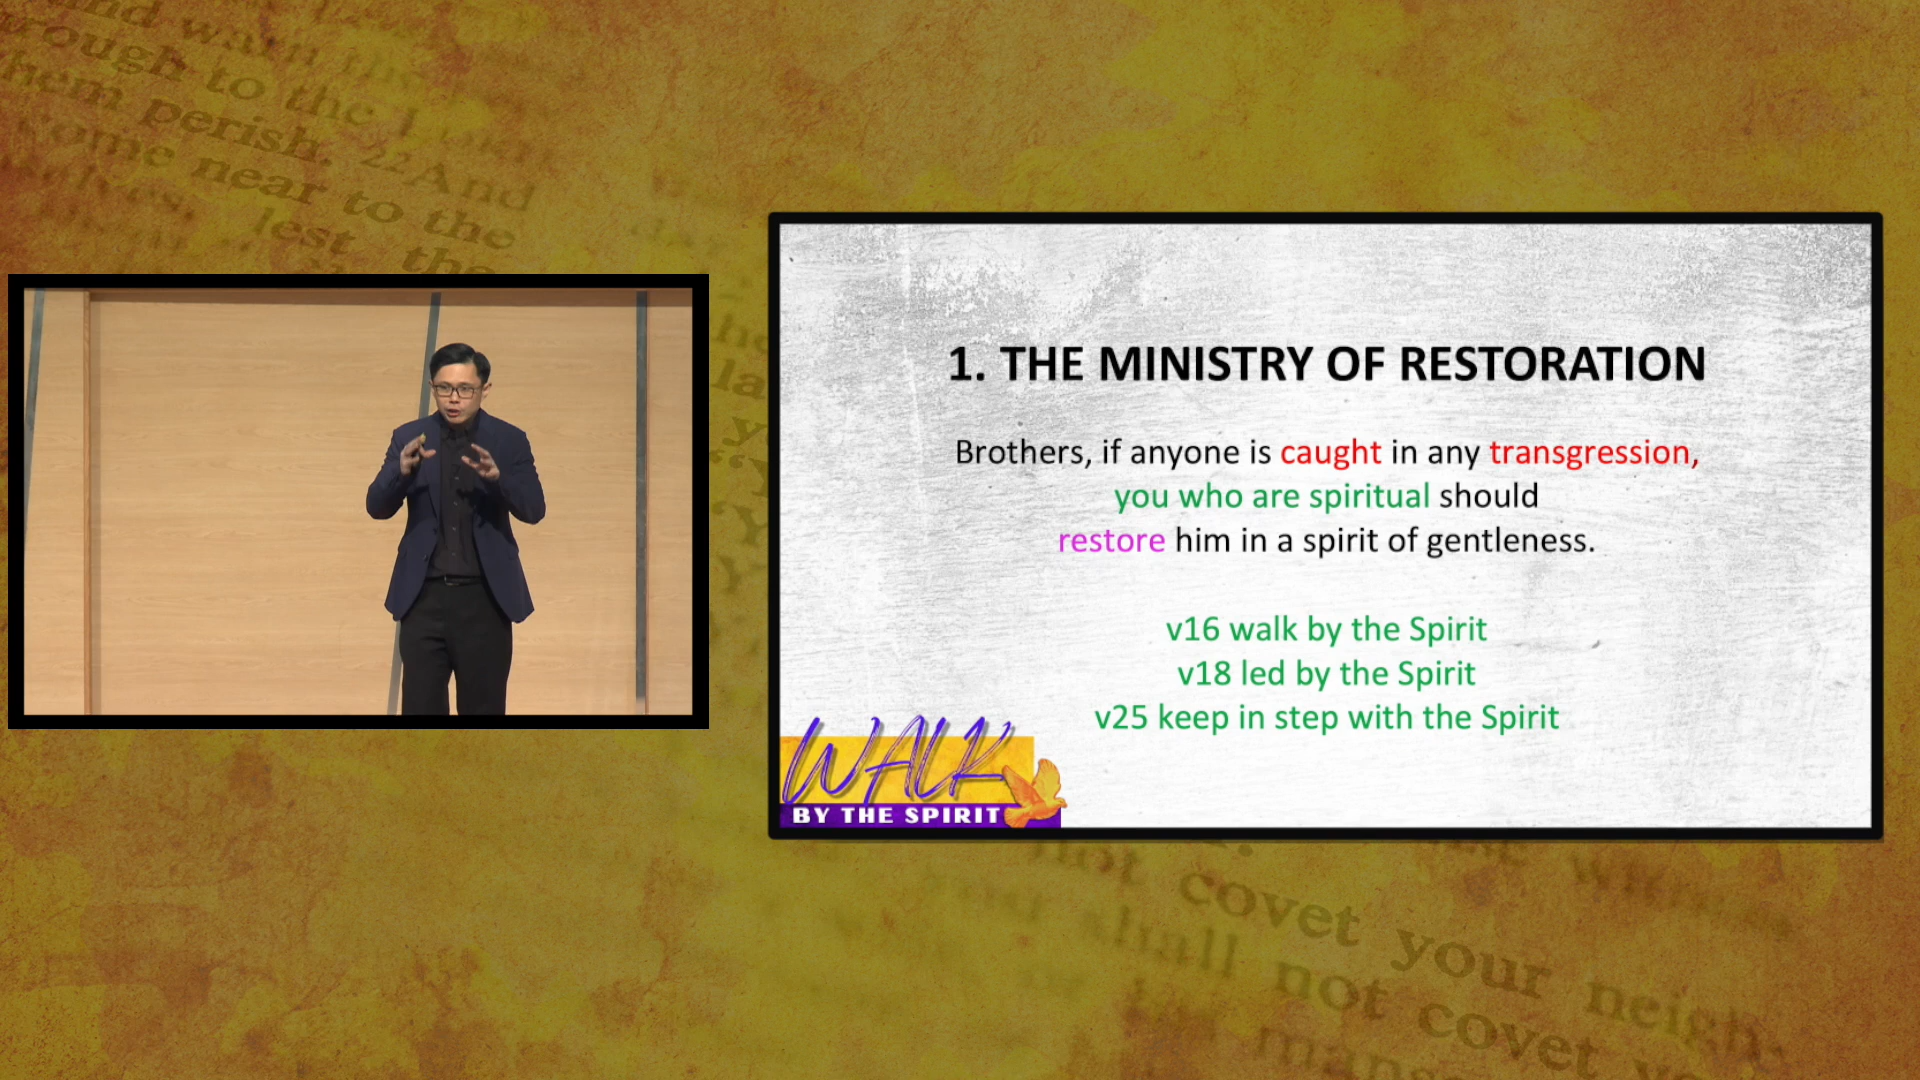 rough to the
them perish. 22 And
Come near to the
lest the
1. THE MINISTRY OF RESTORATION
Brothers, if anyone is caught in any transgression,
you who are spiritual should
restore him in a spirit of gentleness.
v16 walk by the Spirit
v18 led by the Spirit
v25 keep in step with the Spirit
WALK
BY THE SPIRIT
not covet your neigh-
shall not covet